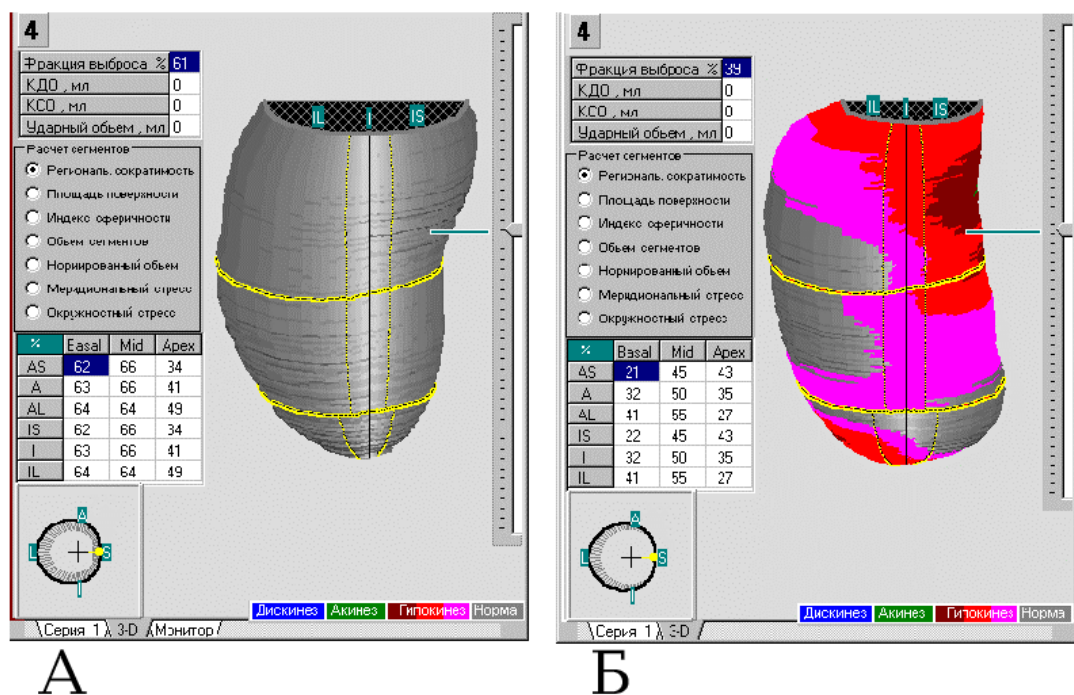 4
Фракция выброса % 61
КДО , мл 0
КСО , мл 0
Ударный обьем , мл 0
Расчет сегментов
Региональ. сократимость
Площадь поверхности
Индекс сферичности
Объем сегментов
Нормированный объем
Меридиональный стресс
Окружностный стресс
% Easal Mid Apex
AS 62 66 34
A 63 66 41
AL 64 64 49
IS 62 66 34
I 63 66 41
IL 64 64 49
IL I IS
A
L S
I
Дискинез Акинез Гипокинез Норма
Серия 1 3-D Монитор
А
4
Фракция выброса % 39
КДО , мл 0
КСО , мл 0
Ударный обьем , мл 0
Расчет сегментов
Региональ. сократимость
Площадь поверхности
Индекс сферичности
Объем сегментов
Нормированный объем
Меридиональный стресс
Окружностный стресс
% Basal Mid Apex
AS 21 45 43
A 32 50 35
AL 41 55 27
IS 22 45 43
I 32 50 35
IL 41 55 27
IL I IS
A
L S
I
Дискинез Акинез Гипокинез Норма
Серия 1 3-D
Б